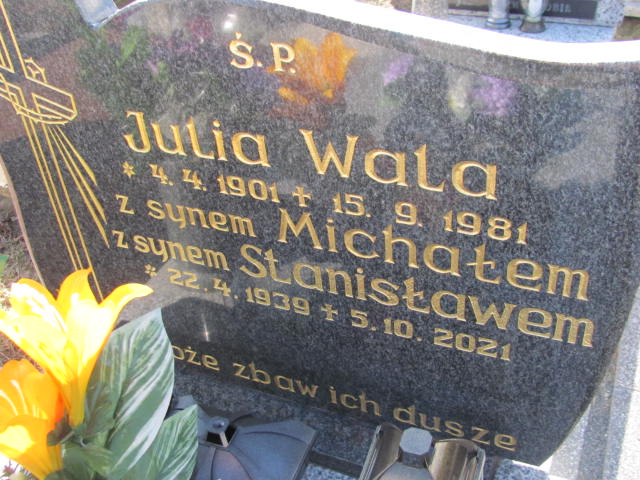 Ś.P.
Julia Wala
* 4. 4. 1901 + 15. 9. 1981
z synem Michałem
z synem Stanisławem
* 22. 4. 1939 + 5. 10. 2021
zbaw ich dusze